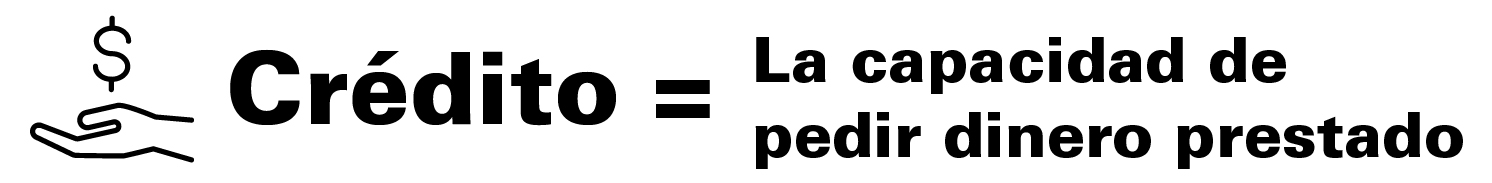 Crédito = La capacidad de
pedir dinero prestado